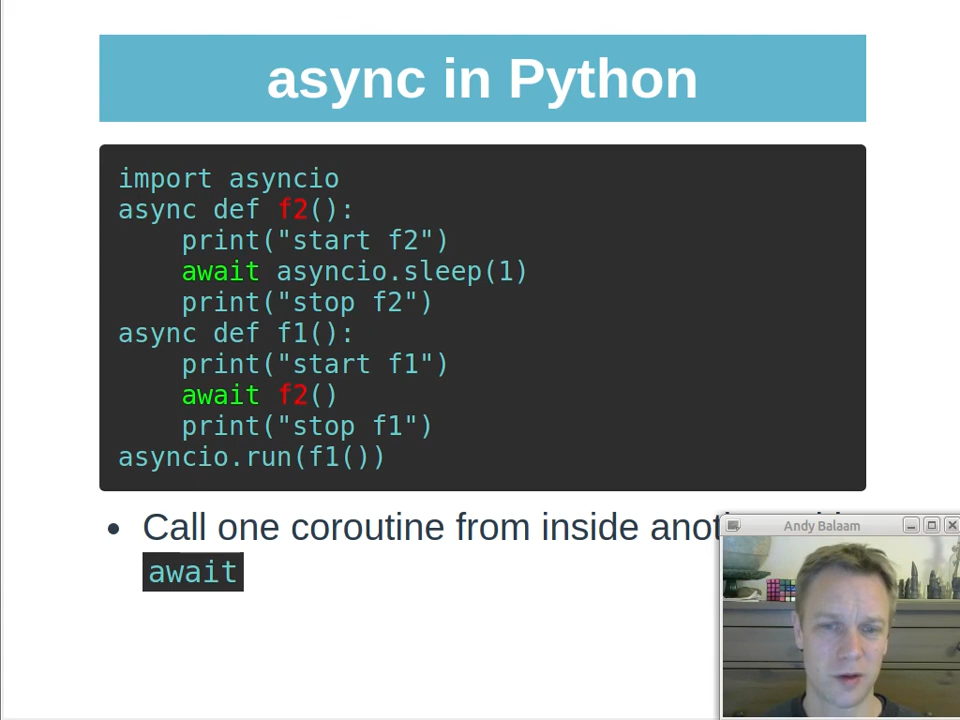 async in Python
import asyncio
async def f2():
    print("start f2")
    await asyncio.sleep(1)
    print("stop f2")
async def f1():
    print("start f1")
    await f2()
    print("stop f1")
asyncio.run(f1())
• Call one coroutine from inside
await
Andy Balaam